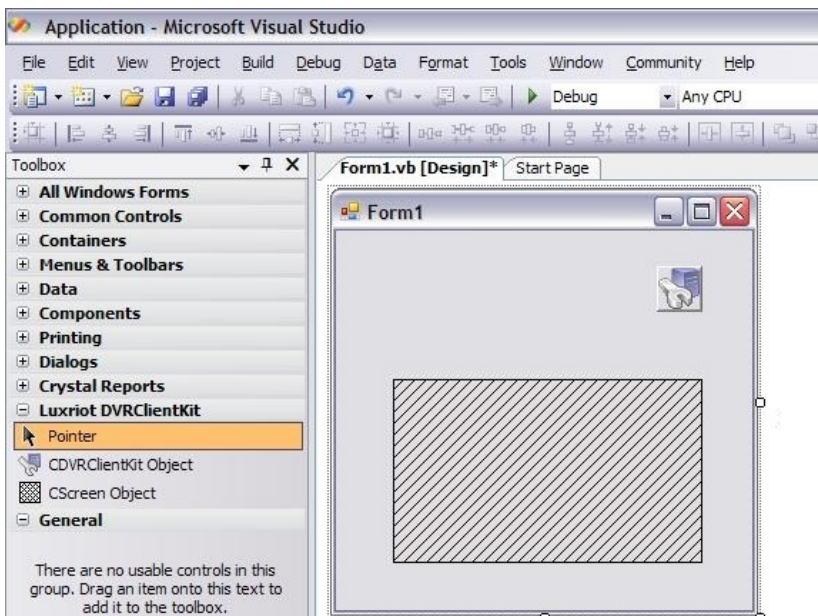 Application - Microsoft Visual Studio
File Edit View Project Build Debug Data Format Tools Window Community Help
Debug Any CPU
Toolbox
Form1.vb [Design]* Start Page
All Windows Forms
Form1
Common Controls
Containers
Menus & Toolbars
Data
Components
Printing
Dialogs
Crystal Reports
Luxriot DVRClientKit
Pointer
CDVRClientKit Object
CScreen Object
General
There are no usable controls in this
group. Drag an item onto this text to
add it to the toolbox.